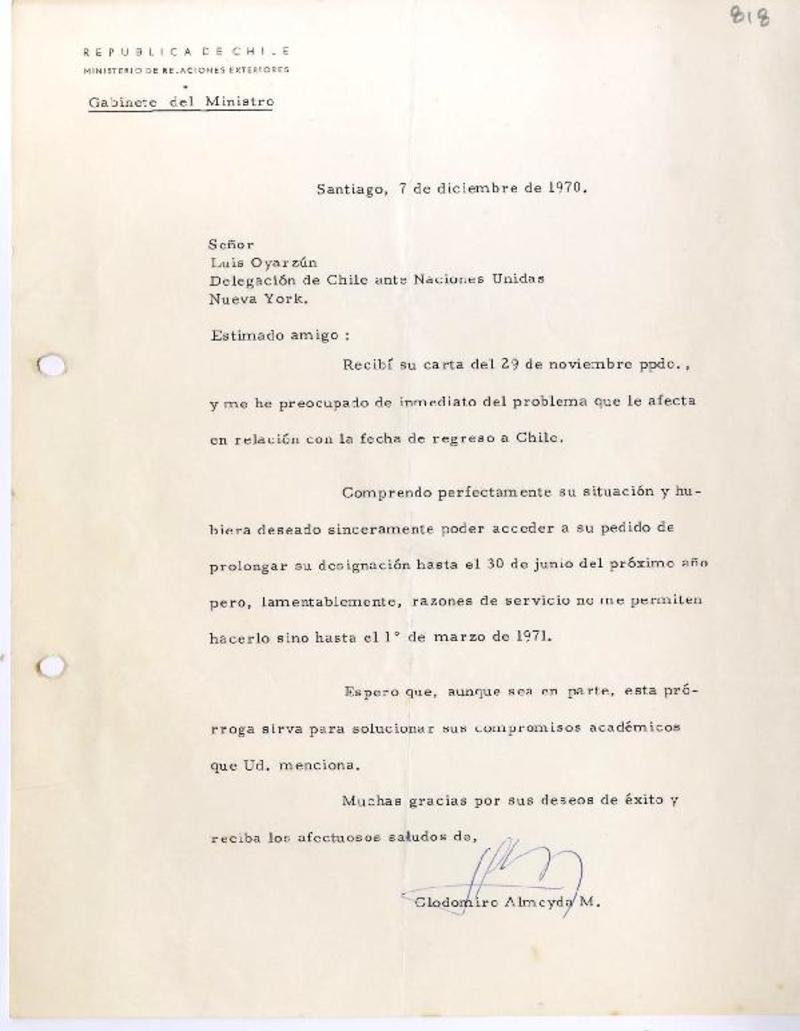 818
REPUBLICA DE CHILE
MINISTERIO DE RELACIONES EXTERIORES
Gabinete del Ministro
Santiago, 7 de diciembre de 1970.
Señor
Luis Oyarzún
Delegación de Chile ante Naciones Unidas
Nueva York.
Estimado amigo :
Recibí su carta del 29 de noviembre ppdo.,
y me he preocupado de inmediato del problema que le afecta
en relación con la fecha de regreso a Chile.
Comprendo perfectamente su situación y hu-
biera deseado sinceramente poder acceder a su pedido de
prolongar su designación hasta el 30 de junio del próximo año
pero, lamentablemente, razones de servicio no me permiten
hacerlo sino hasta el 1° de marzo de 1971.
Espero que, aunque sea en parte, esta pró-
rroga sirva para solucionar sus compromisos académicos
que Ud. menciona.
Muchas gracias por sus deseos de éxito y
reciba los afectuosos saludos de,
Clodomiro Almeyda M.